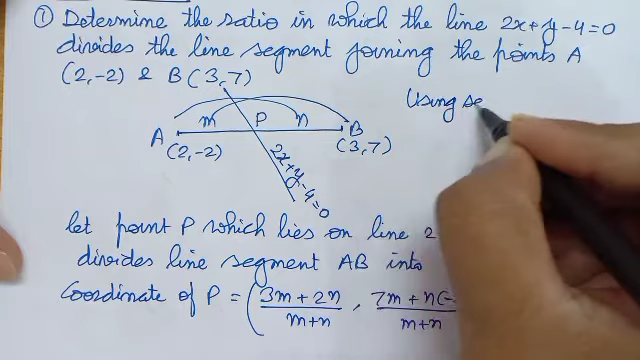 ① Determine the ratio in which the line 2x+y-4=0
divides the line segment joining the points A
(2,-2) & B(3,7)
Using se
m P n
A B
(2,-2) (3,7)
2x+y-4=0
let point P which lies on line 2
divides line segment AB into
Coordinate of P = (3m+2n/m+n, 7m+n(-/m+n